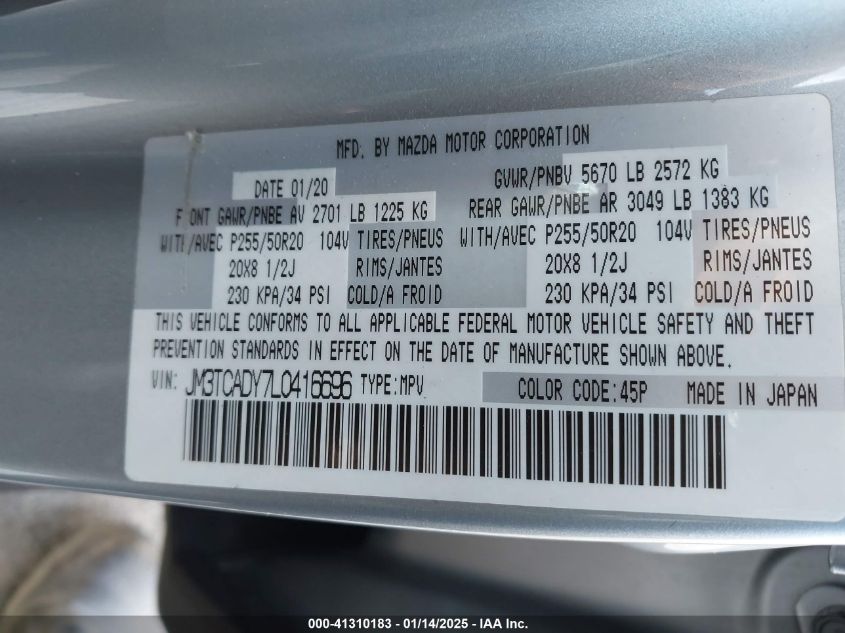 MFD. BY MAZDA MOTOR CORPORATION
DATE 01/20 GVWR/PNBV 5670 LB 2572 KG
F ONT GAWR/PNBE AV 2701 LB 1225 KG REAR GAWR/PNBE AR 3049 LB 1383 KG
WITH/AVEC P255/50R20 104V TIRES/PNEUS WITH/AVEC P255/50R20 104V TIRES/PNEUS
20X8 1/2J RIMS/JANTES 20X8 1/2J RIMS/JANTES
230 KPA/34 PSI COLD/A FROID 230 KPA/34 PSI COLD/A FROID
THIS VEHICLE CONFORMS TO ALL APPLICABLE FEDERAL MOTOR VEHICLE SAFETY AND THEFT
PREVENTION STANDARDS IN EFFECT ON THE DATE OF MANUFACTURE SHOWN ABOVE.
VIN: JM3TCADY7L0416696 TYPE:MPV COLOR CODE:45P MADE IN JAPAN
000-41310183 - 01/14/2025 - IAA Inc.